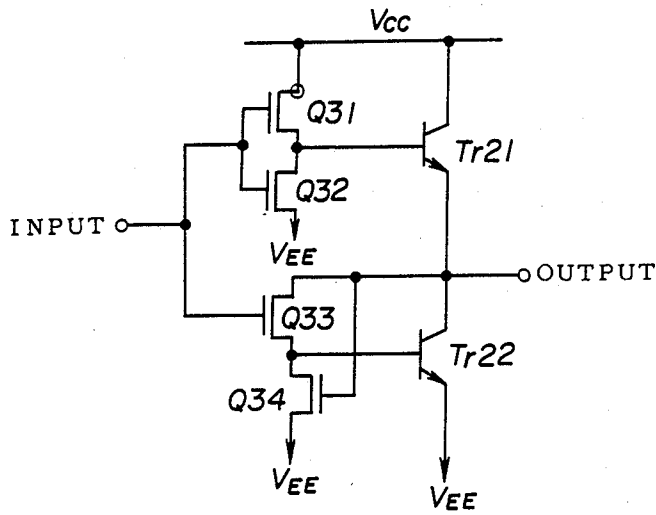 Vcc
Q31
Tr21
Q32
INPUT
VEE
OUTPUT
Q33
Tr22
Q34
VEE
VEE